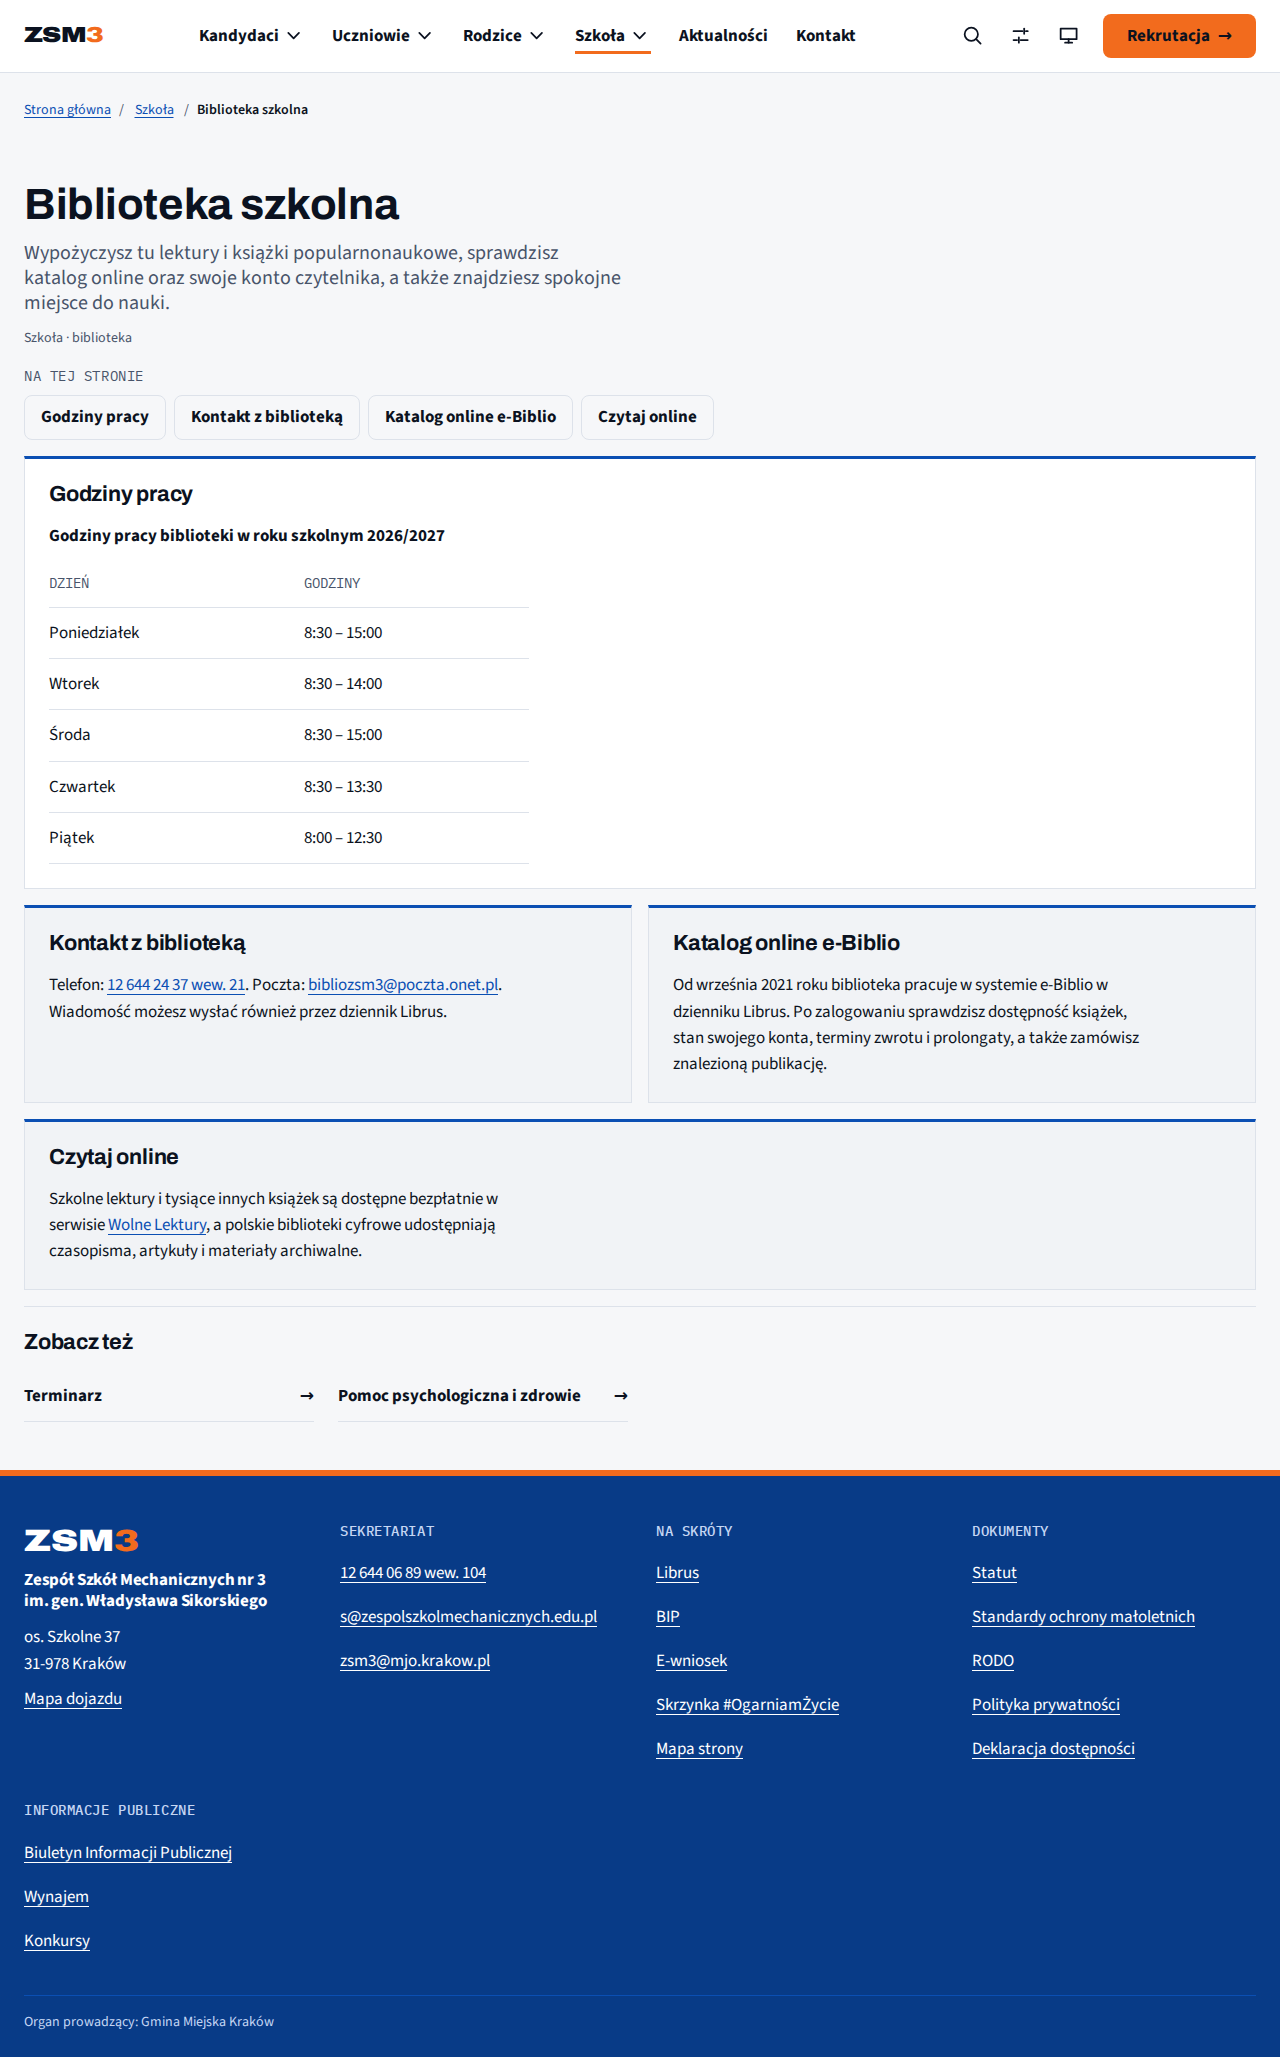 ZSM3
Kandydaci
Uczniowie
Rodzice
Szkoła
Aktualności
Kontakt
Rekrutacja →
Strona główna / Szkoła / Biblioteka szkolna
Biblioteka szkolna
Wypożyczysz tu lektury i książki popularnonaukowe, sprawdzisz
katalog online oraz swoje konto czytelnika, a także znajdziesz spokojne
miejsce do nauki.
Szkoła · biblioteka
NA TEJ STRONIE
Godziny pracy
Kontakt z biblioteką
Katalog online e-Biblio
Czytaj online
Godziny pracy
Godziny pracy biblioteki w roku szkolnym 2026/2027
DZIEŃ GODZINY
Poniedziałek 8:30 – 15:00
Wtorek 8:30 – 14:00
Środa 8:30 – 15:00
Czwartek 8:30 – 13:30
Piątek 8:00 – 12:30
Kontakt z biblioteką
Telefon: 12 644 24 37 wew. 21. Poczta: bibliozsm3@poczta.onet.pl.
Wiadomość możesz wysłać również przez dziennik Librus.
Katalog online e-Biblio
Od września 2021 roku biblioteka pracuje w systemie e-Biblio w
dzienniku Librus. Po zalogowaniu sprawdzisz dostępność książek,
stan swojego konta, terminy zwrotu i prolongaty, a także zamówisz
znalezioną publikację.
Czytaj online
Szkolne lektury i tysiące innych książek są dostępne bezpłatnie w
serwisie Wolne Lektury, a polskie biblioteki cyfrowe udostępniają
czasopisma, artykuły i materiały archiwalne.
Zobacz też
Terminarz →
Pomoc psychologiczna i zdrowie →
ZSM3
Zespół Szkół Mechanicznych nr 3
im. gen. Władysława Sikorskiego
os. Szkolne 37
31-978 Kraków
Mapa dojazdu
SEKRETARIAT
12 644 06 89 wew. 104
s@zespolszkolmechanicznych.edu.pl
zsm3@mjo.krakow.pl
NA SKRÓTY
Librus
BIP
E-wniosek
Skrzynka #OgarniamŻycie
Mapa strony
DOKUMENTY
Statut
Standardy ochrony małoletnich
RODO
Polityka prywatności
Deklaracja dostępności
INFORMACJE PUBLICZNE
Biuletyn Informacji Publicznej
Wynajem
Konkursy
Organ prowadzący: Gmina Miejska Kraków